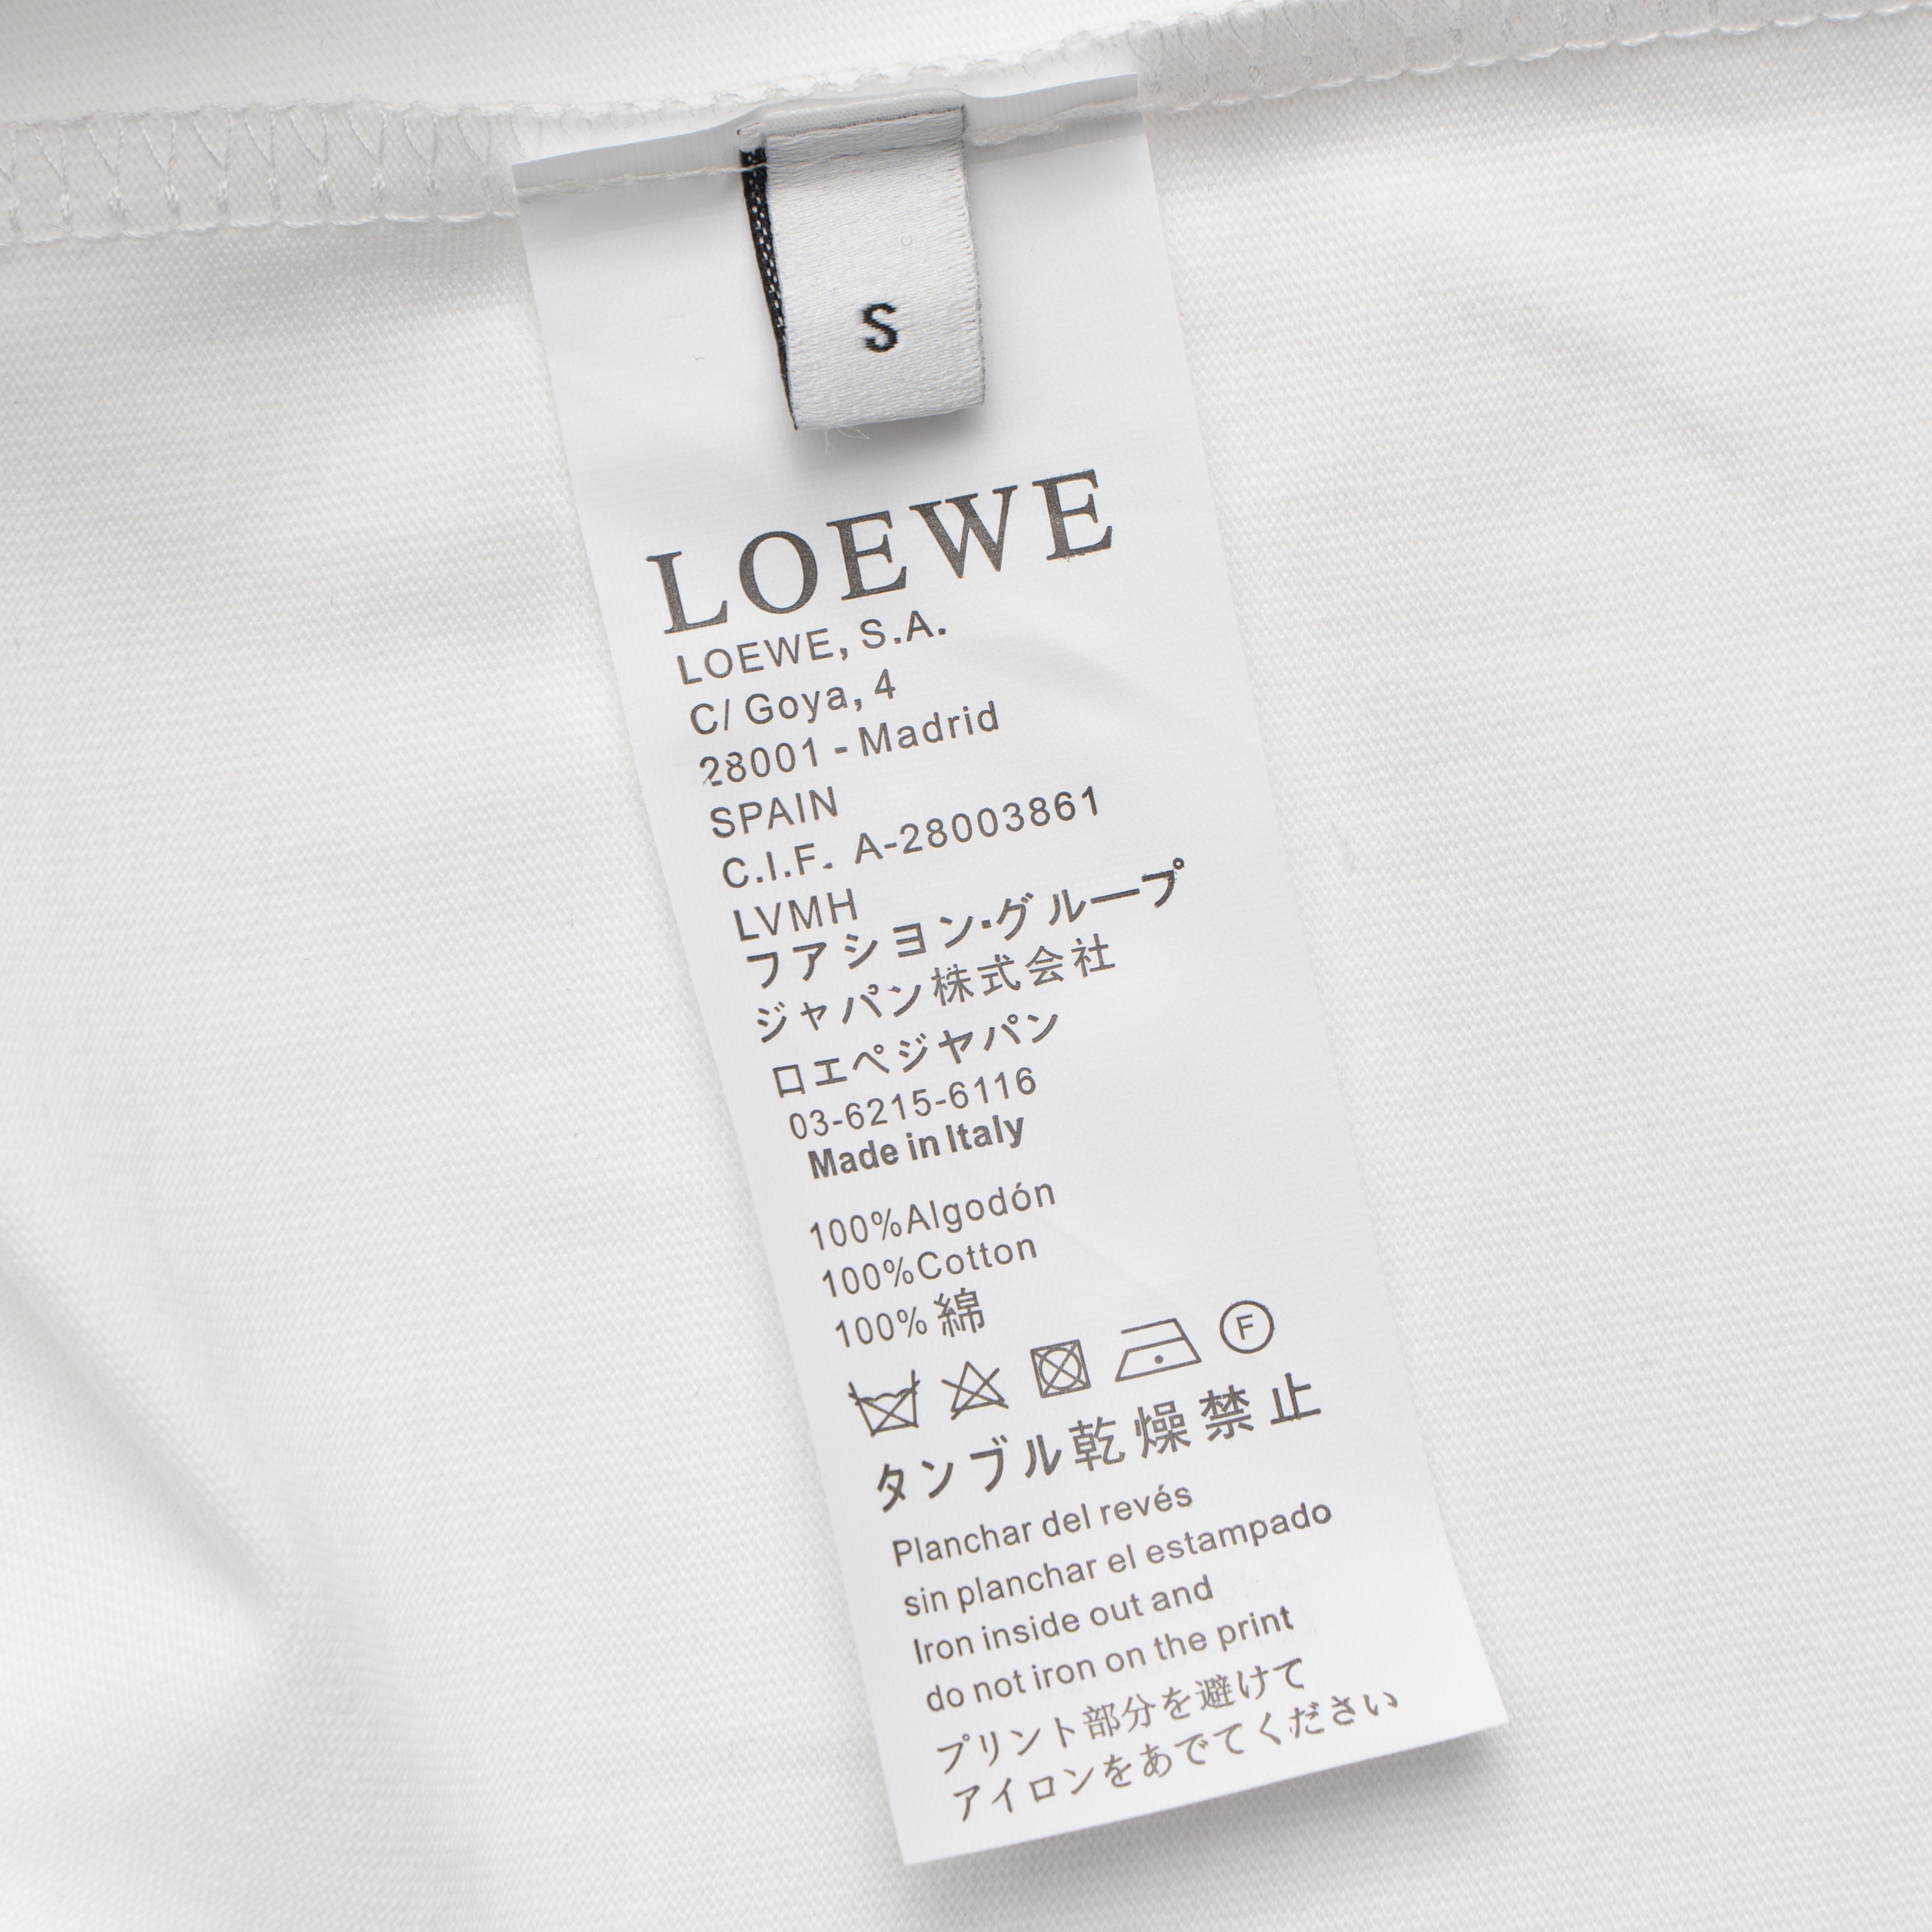 S
LOEWE
LOEWE, S.A.
C/ Goya, 4
28001 - Madrid
SPAIN
C.I.F. A-28003861
LVMH
フアシヨン・グループ
ジャパン株式会社
ロエペジヤパン
03-6215-6116
Made in Italy
100%Algodón
100%Cotton
100% 綿
F
タンブル乾燥禁止
Planchar del revés
sin planchar el estampado
Iron inside out and
do not iron on the print
プリント部分を避けて
アイロンをあでてください